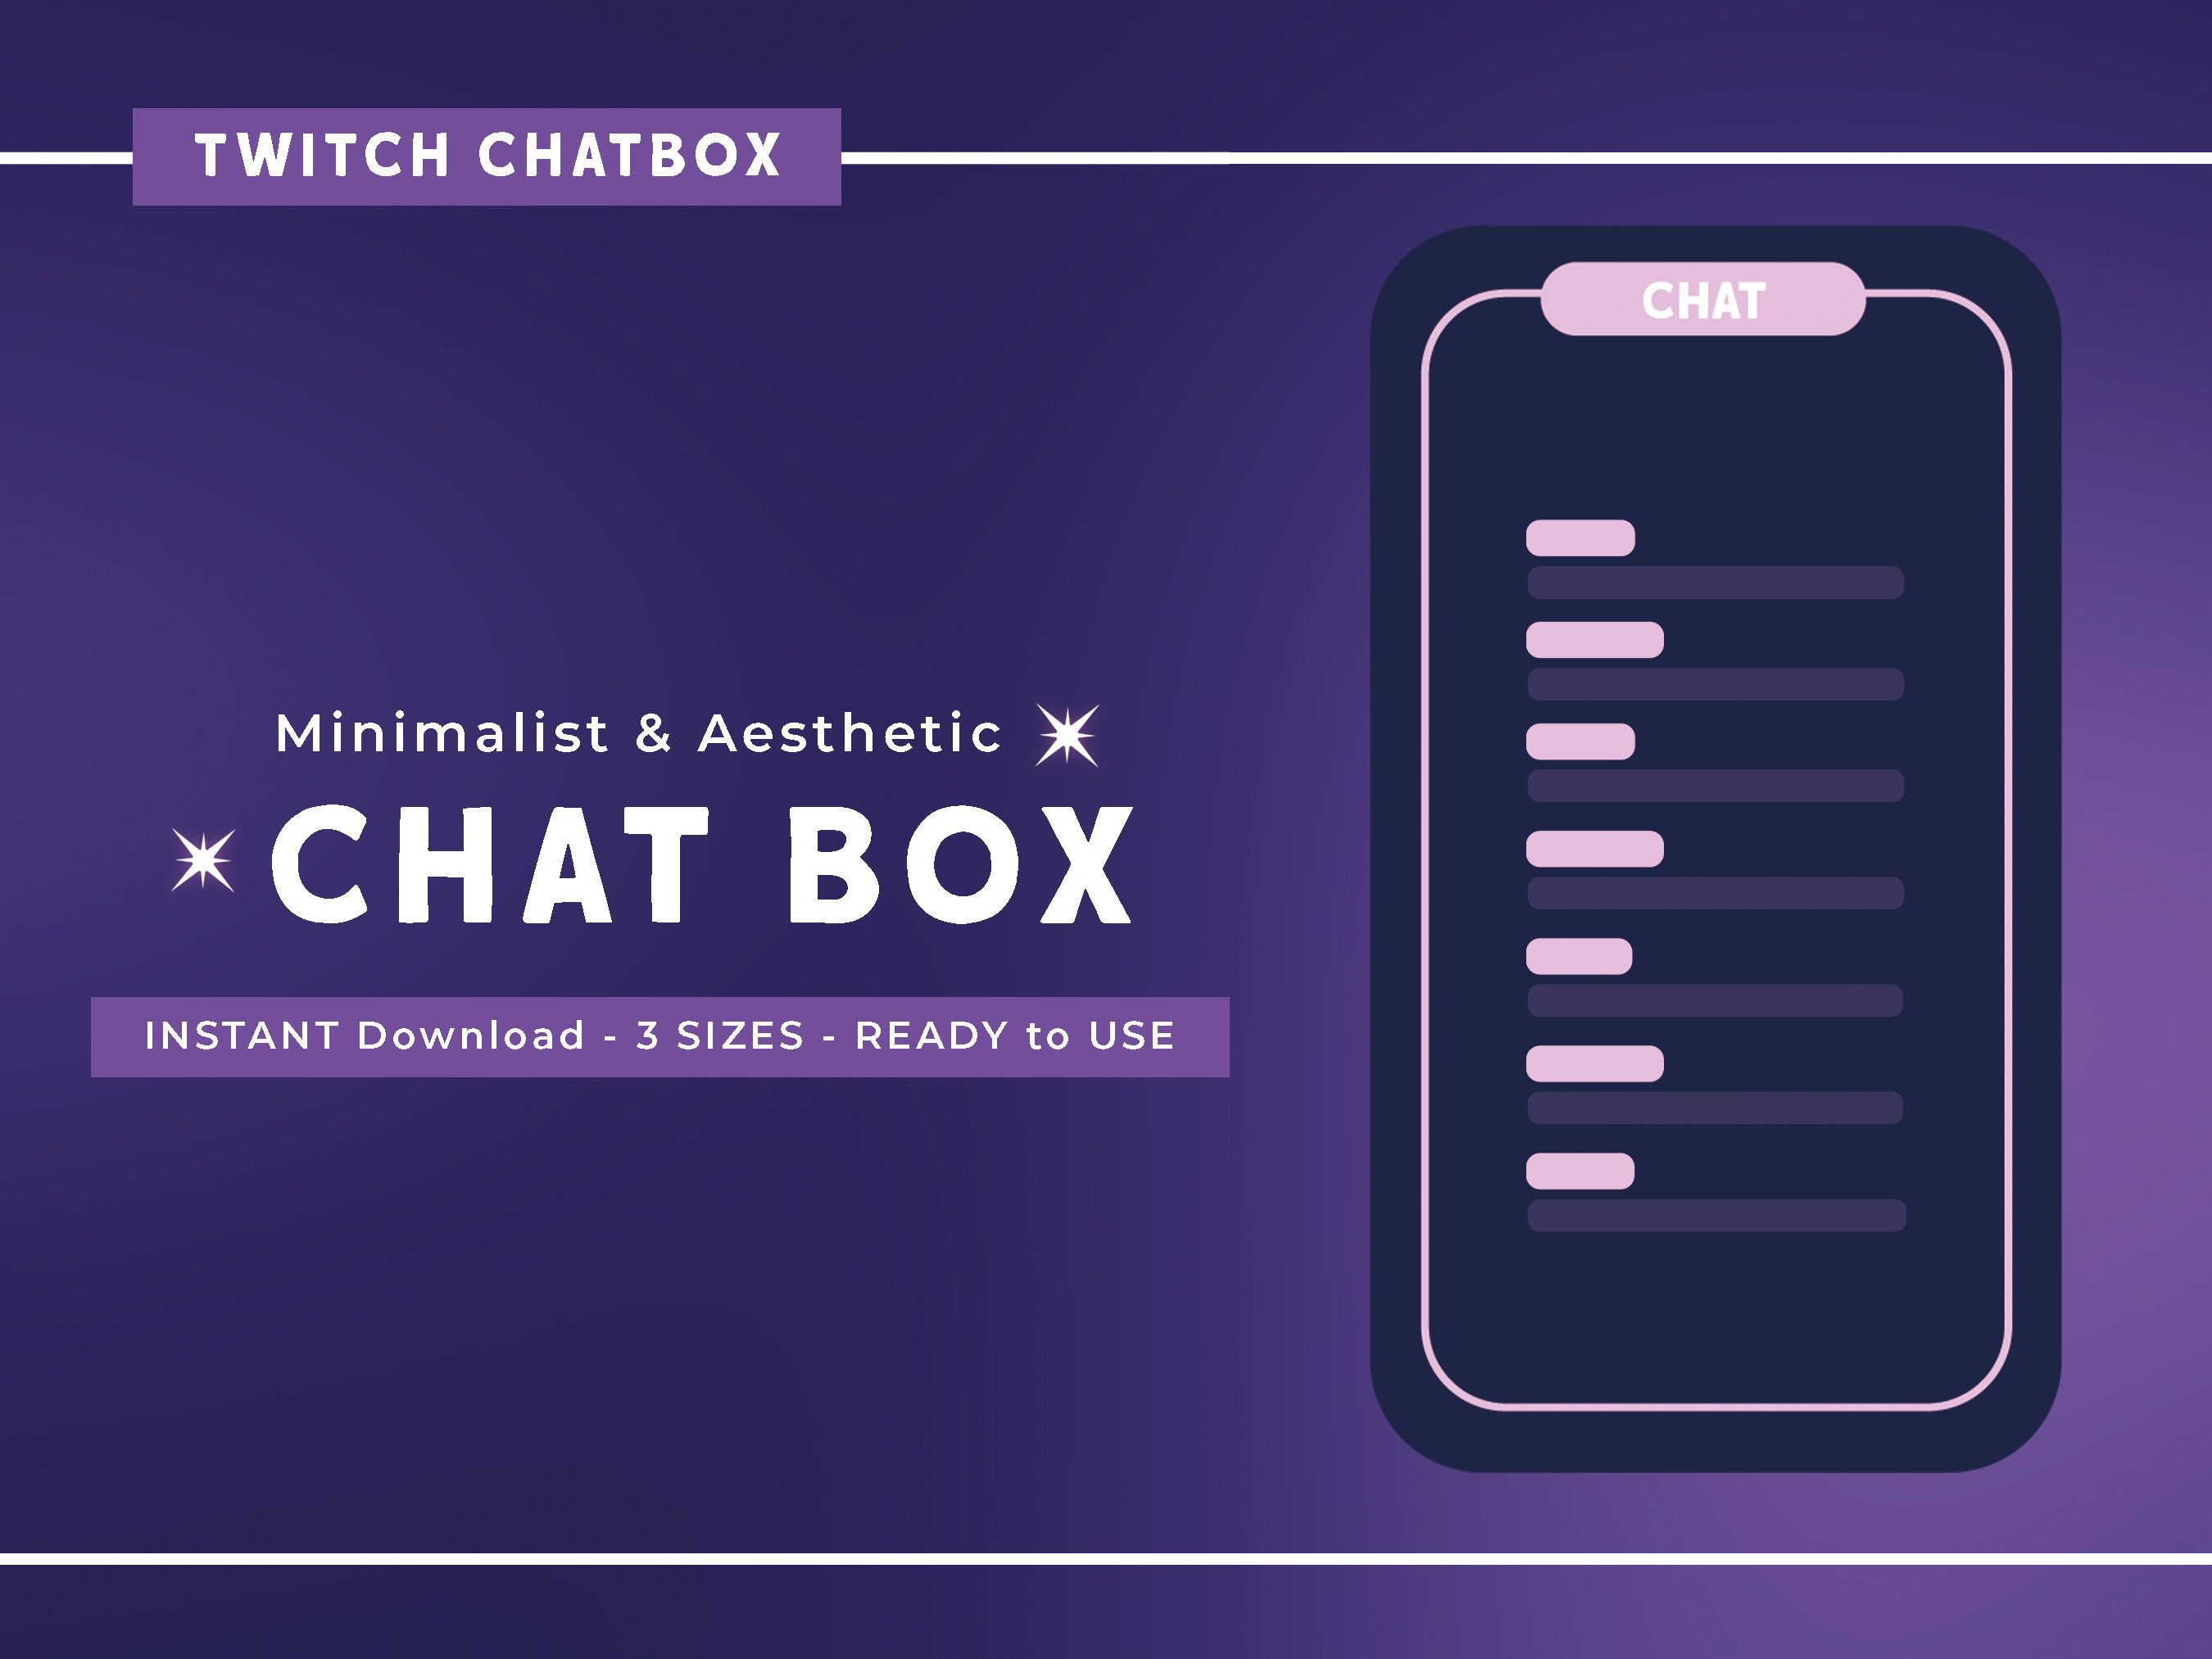 TWITCH CHATBOX
CHAT
Minimalist & Aesthetic
CHAT BOX
INSTANT Download - 3 SIZES - READY to USE